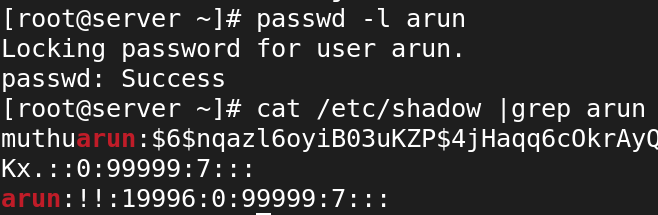 [root@server ~]# passwd -l arun
Locking password for user arun.
passwd: Success
[root@server ~]# cat /etc/shadow |grep arun
muthuarun:$6$nqazl6oyiB03uKZP$4jHaqq6cOkrAyQ
Kx.::0:99999:7:::
arun:!!:19996:0:99999:7:::